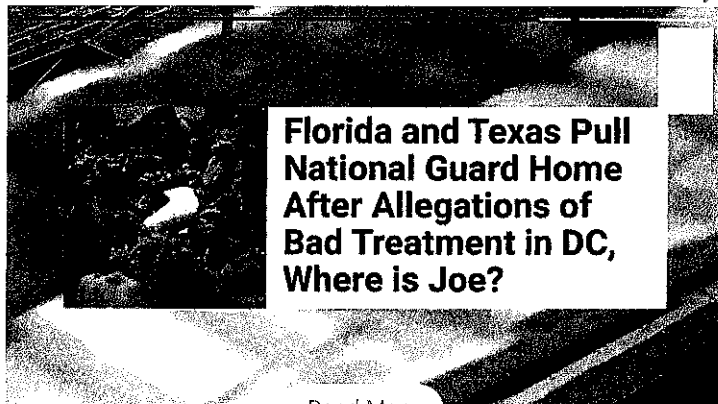 Florida and Texas Pull
National Guard Home
After Allegations of
Bad Treatment in DC,
Where is Joe?